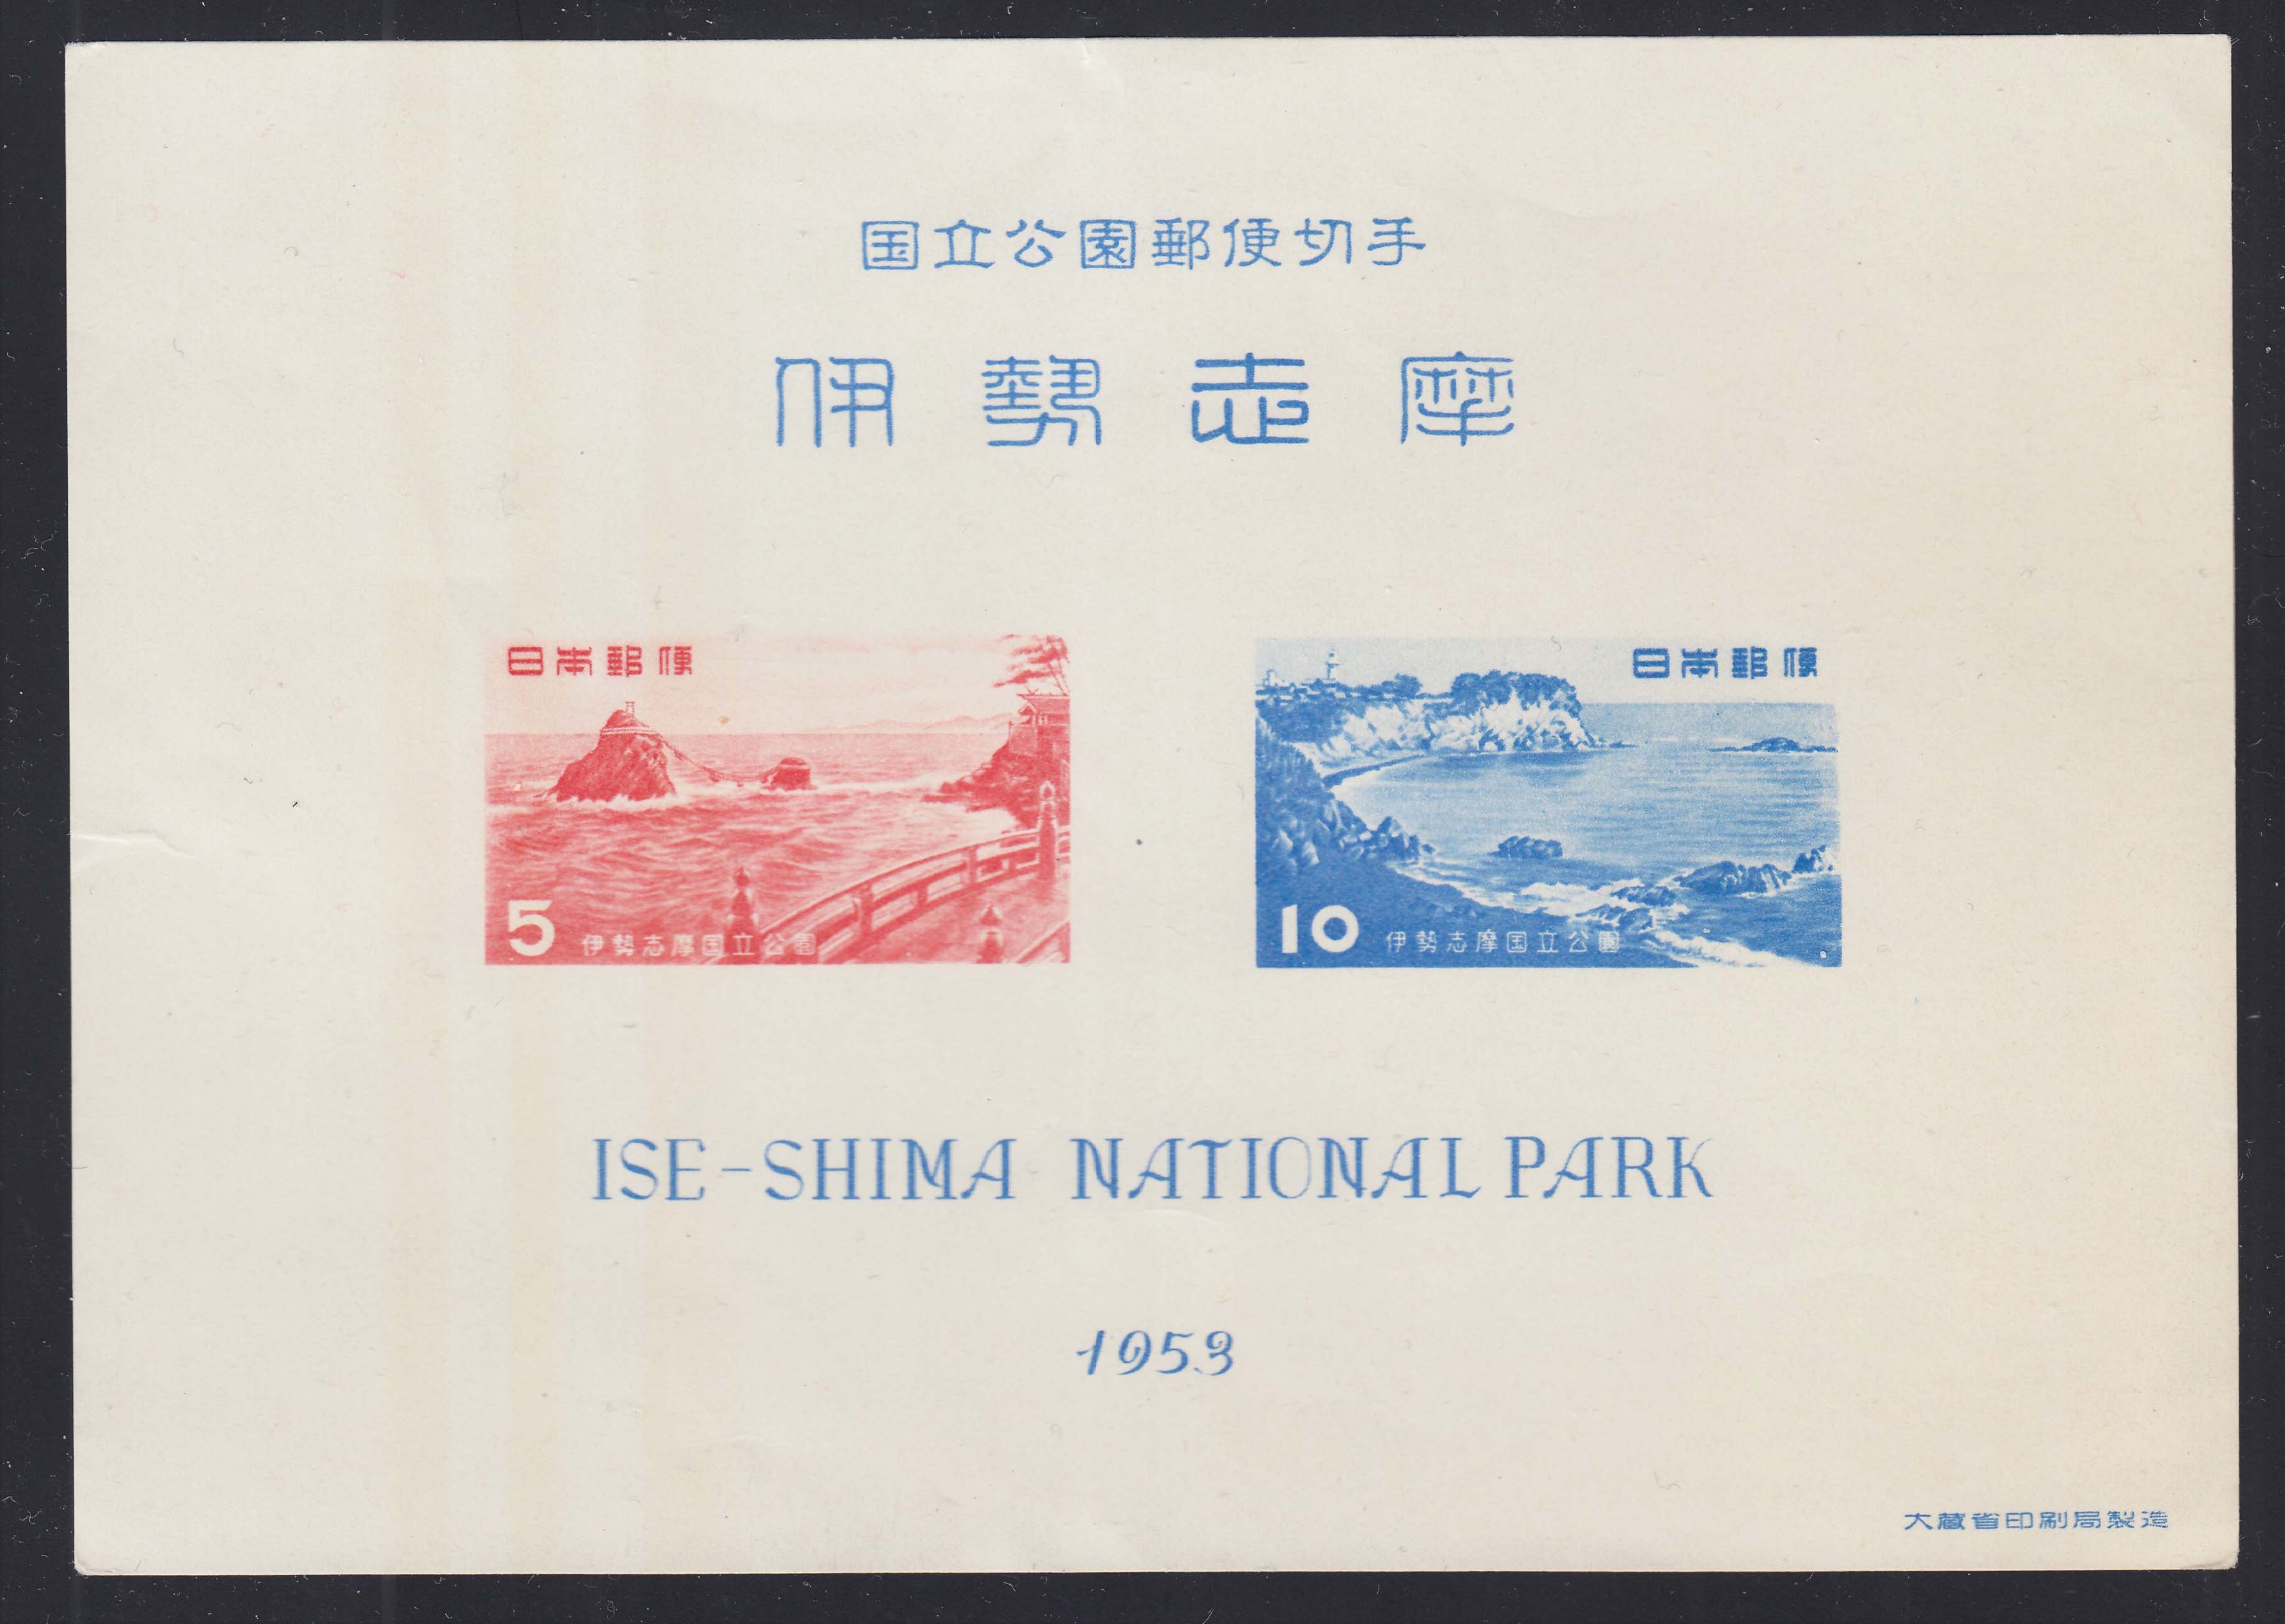 国立公園郵便切手
伊勢志摩
日本郵便
5 伊勢志摩国立公園
日本郵便
10 伊勢志摩国立公園
ISE-SHIMA NATIONAL PARK
1953
大蔵省印刷局製造